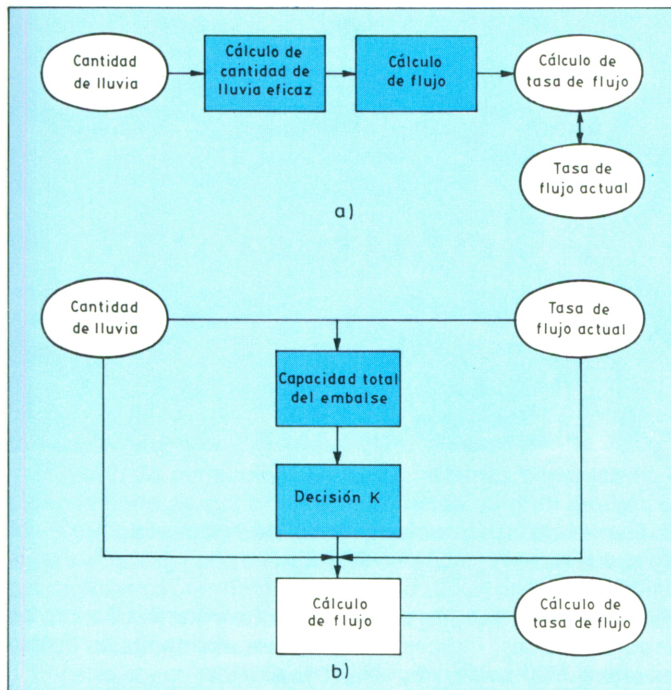 Cantidad
de lluvia
Cálculo de
cantidad de
lluvia eficaz
Cálculo
de flujo
Cálculo de
tasa de flujo
Tasa de
flujo actual
a)
Cantidad
de lluvia
Tasa de
flujo actual
Capacidad total
del embalse
Decisión K
Cálculo
de flujo
Cálculo de
tasa de flujo
b)